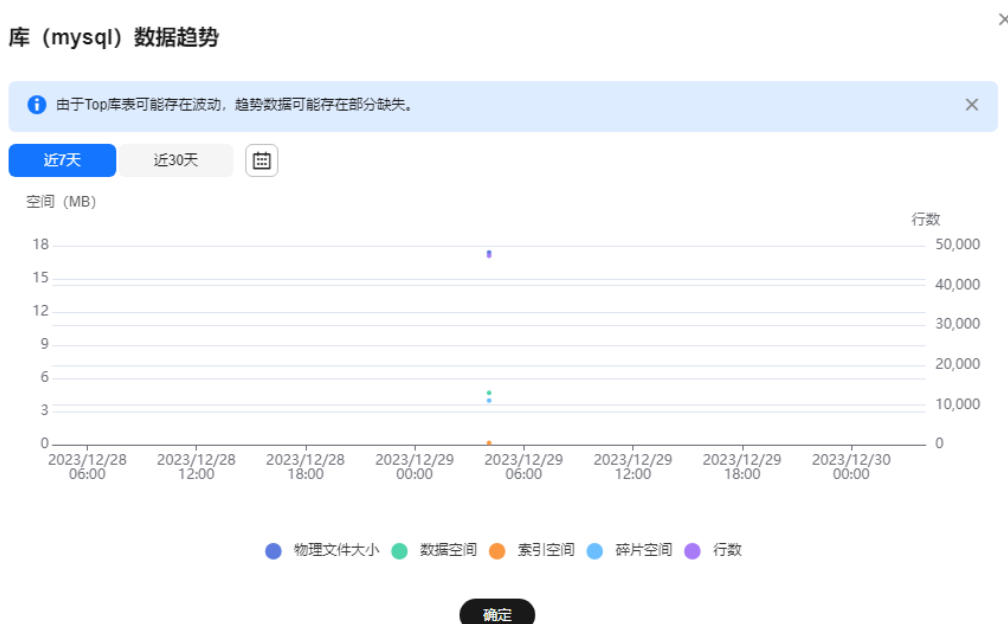 库（mysql）数据趋势
由于Top库表可能存在波动，趋势数据可能存在部分缺失。
近7天 近30天
空间（MB）
行数
18 50,000
15 40,000
12 30,000
9 20,000
6 10,000
3
0 0
2023/12/28 2023/12/28 2023/12/28 2023/12/29 2023/12/29 2023/12/29 2023/12/29 2023/12/30
06:00 12:00 18:00 00:00 06:00 12:00 18:00 00:00
物理文件大小 数据空间 索引空间 碎片空间 行数
确定